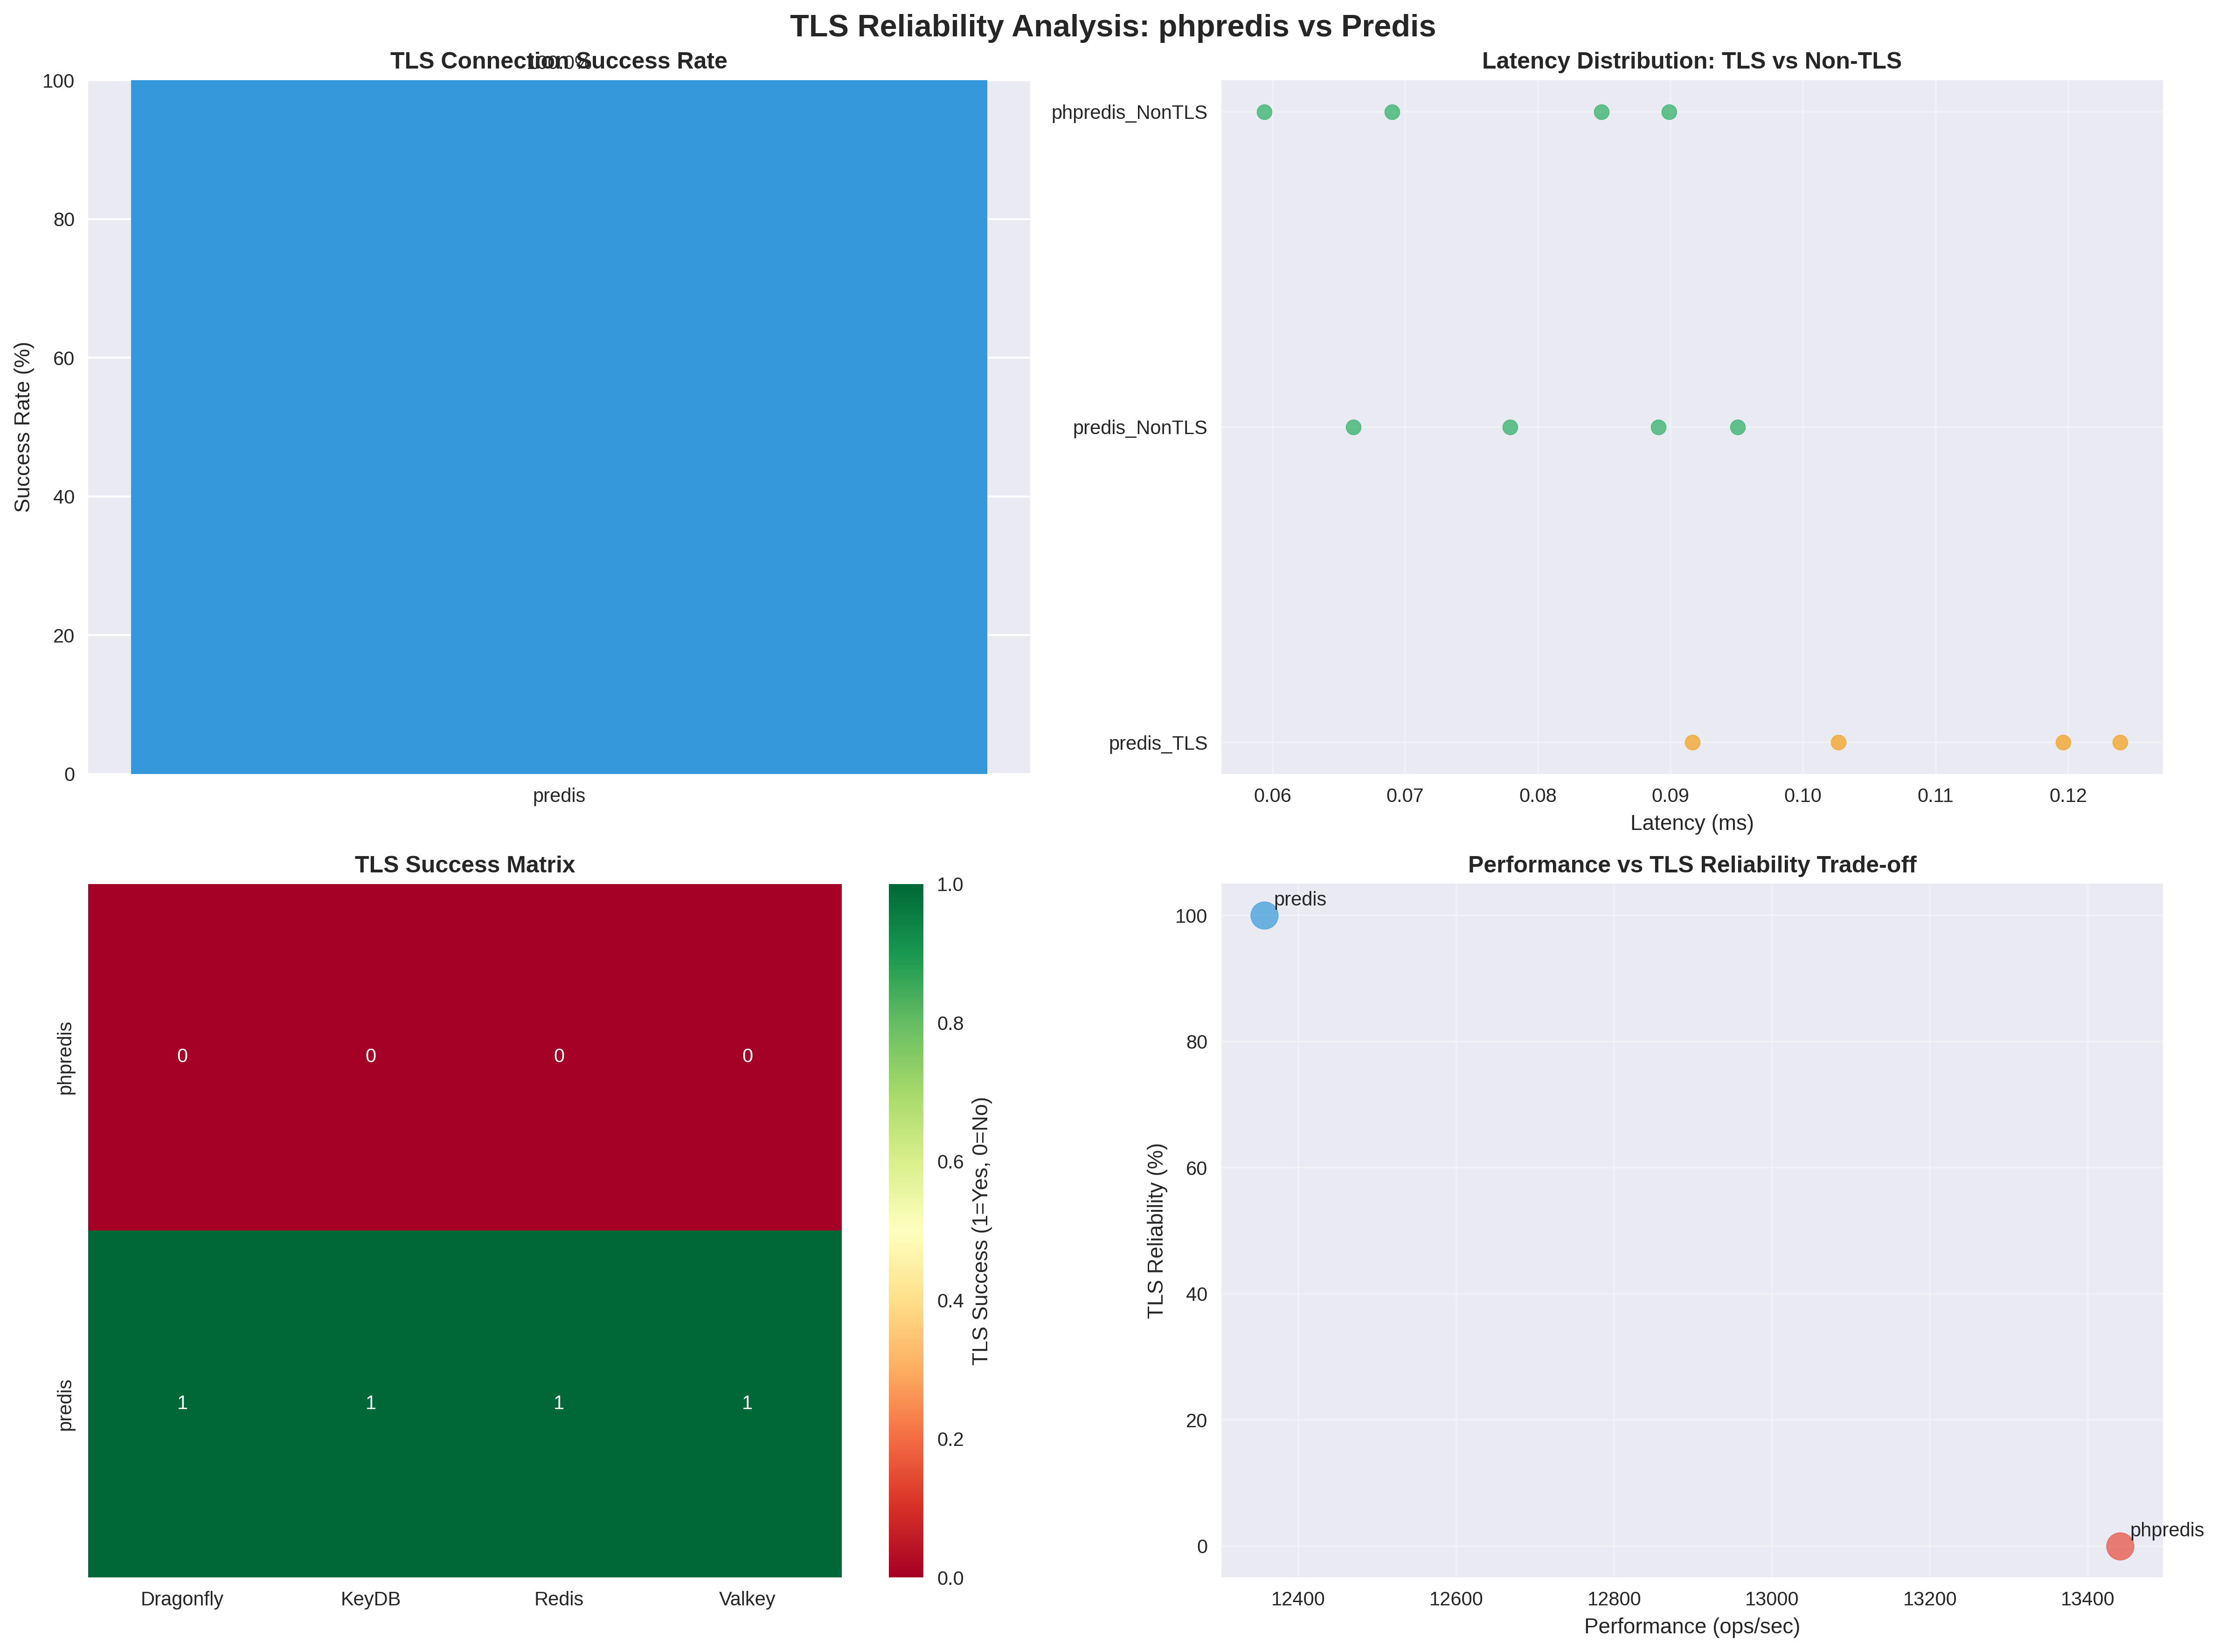 TLS Reliability Analysis: phpredis vs Predis
TLS Connection Success Rate
100.0%
Success Rate (%)
100
80
60
40
20
0
predis
Latency Distribution: TLS vs Non-TLS
phpredis_NonTLS
predis_NonTLS
predis_TLS
0.06 0.07 0.08 0.09 0.10 0.11 0.12
Latency (ms)
TLS Success Matrix
phpredis
0 0 0 0
predis
1 1 1 1
Dragonfly KeyDB Redis Valkey
1.0
0.8
0.6
0.4
0.2
0.0
TLS Success (1=Yes, 0=No)
Performance vs TLS Reliability Trade-off
TLS Reliability (%)
100
80
60
40
20
0
predis
phpredis
12400 12600 12800 13000 13200 13400
Performance (ops/sec)